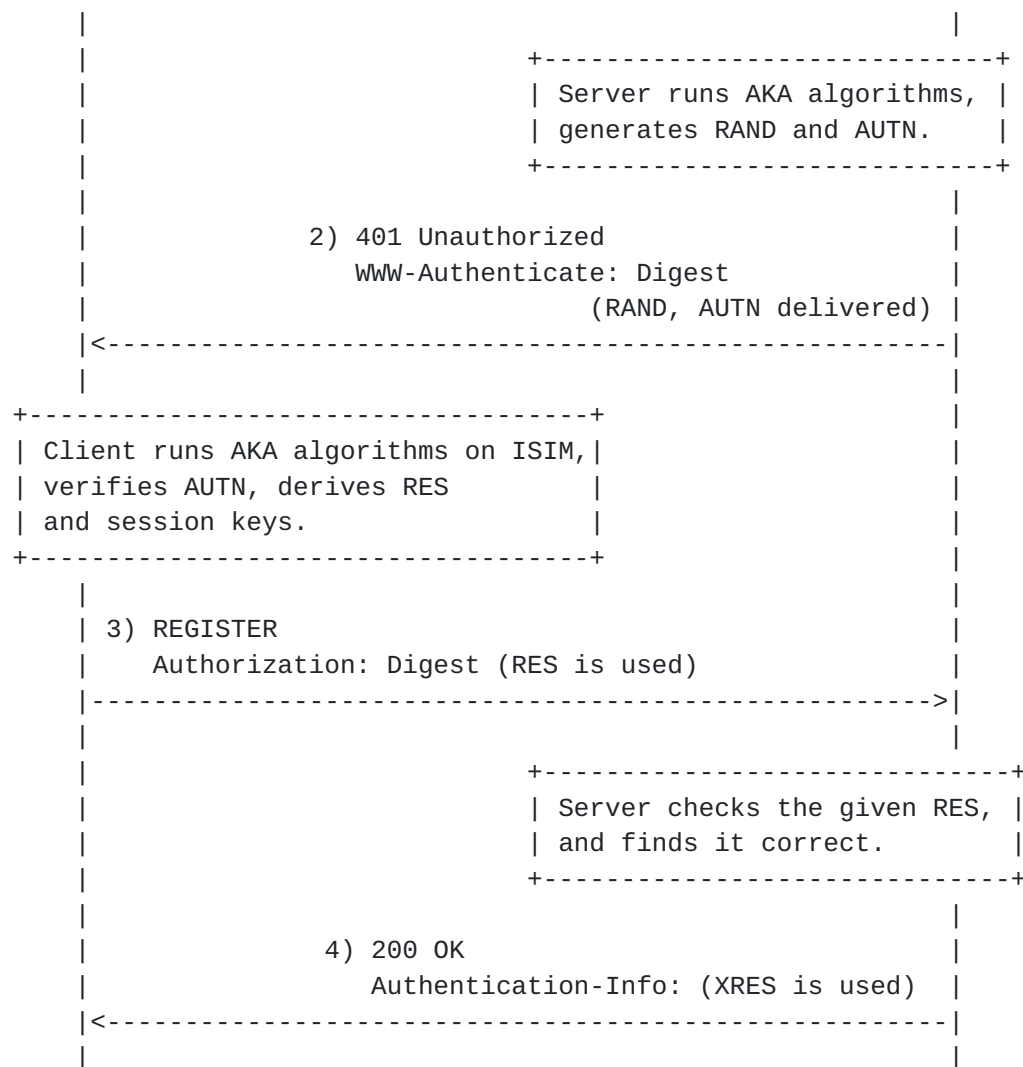 Server runs AKA algorithms,
generates RAND and AUTN.
2) 401 Unauthorized
WWW-Authenticate: Digest
(RAND, AUTN delivered)
Client runs AKA algorithms on ISIM,
verifies AUTN, derives RES
and session keys.
3) REGISTER
Authorization: Digest (RES is used)
Server checks the given RES,
and finds it correct.
4) 200 OK
Authentication-Info: (XRES is used)